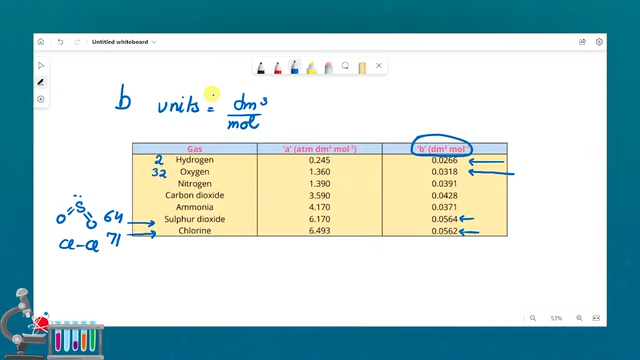 Untitled whiteboard
b units = dm³
mol
Gas 'a' (atm dm⁶ mol⁻²) 'b' (dm³ mol⁻
2 Hydrogen 0.245 0.0266
32 Oxygen 1.360 0.0318
Nitrogen 1.390 0.0391
Carbon dioxide 3.590 0.0428
Ammonia 4.170 0.0371
Sulphur dioxide 6.170 0.0564
Chlorine 6.493 0.0562
S
O O 64
Cl-Cl 71
53%